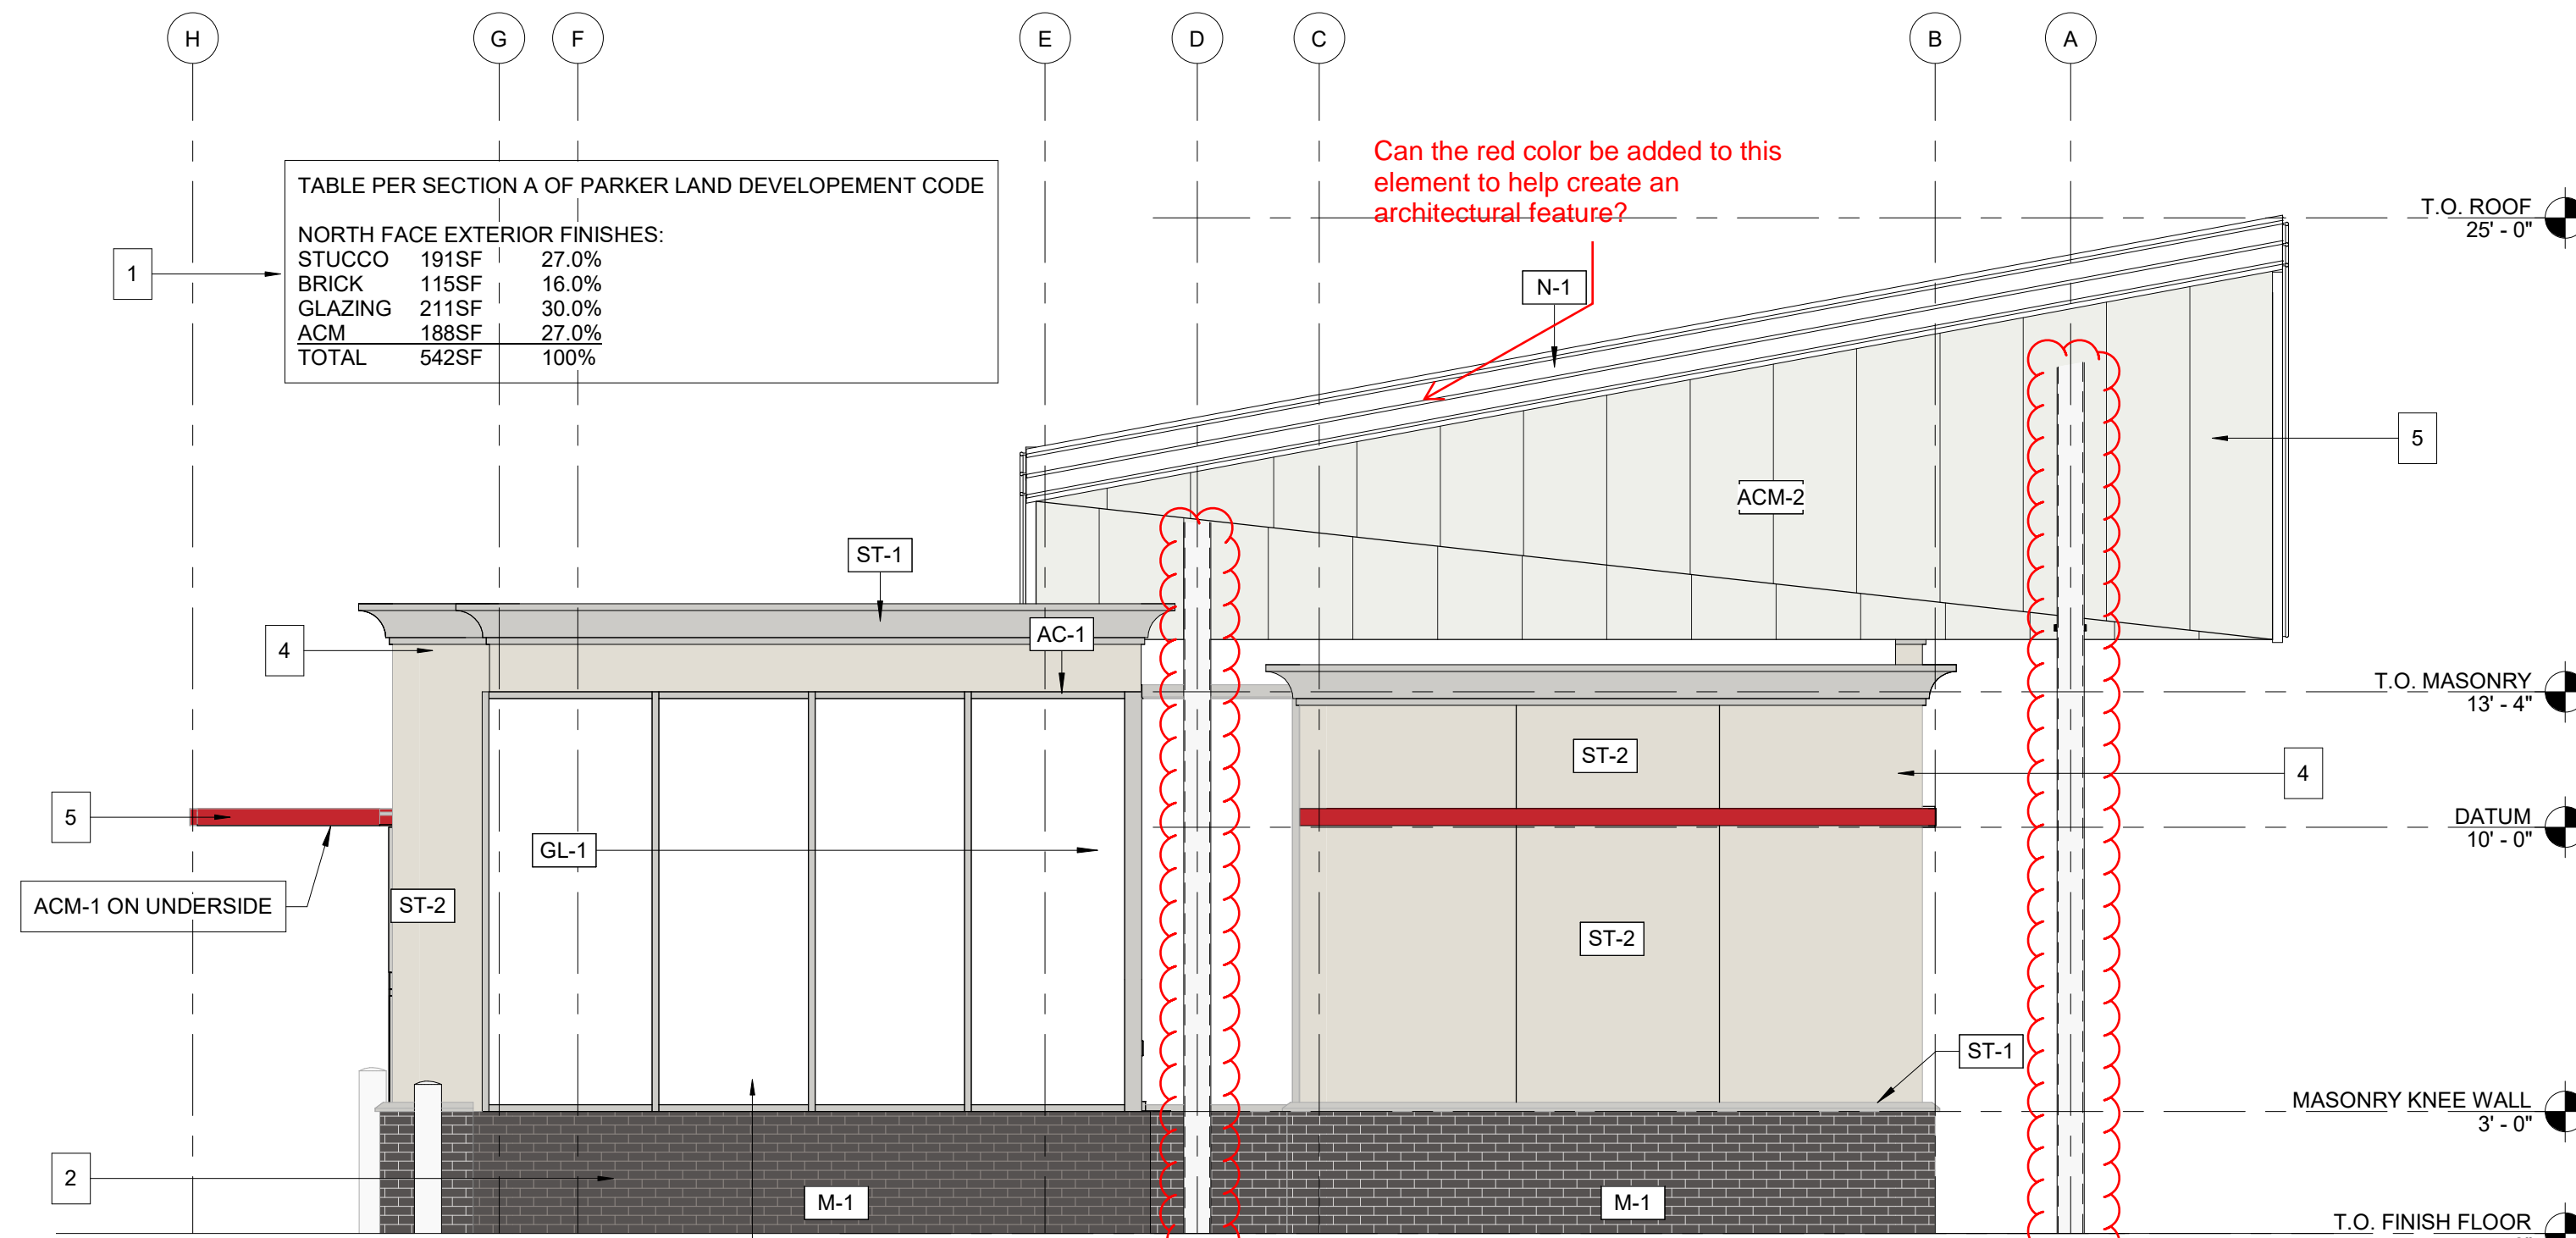 H
G
F
E
D
C
B
A
TABLE PER SECTION A OF PARKER LAND DEVELOPEMENT CODE
NORTH FACE EXTERIOR FINISHES:
STUCCO 191SF 27.0%
BRICK 115SF 16.0%
GLAZING 211SF 30.0%
ACM 188SF 27.0%
TOTAL 542SF 100%
1
Can the red color be added to this
element to help create an
architectural feature?
T.O. ROOF
25' - 0"
N-1
5
ACM-2
ST-1
AC-1
4
T.O. MASONRY
13' - 4"
ST-2
4
5
DATUM
10' - 0"
GL-1
ACM-1 ON UNDERSIDE
ST-2
ST-2
ST-1
MASONRY KNEE WALL
3' - 0"
2
M-1
M-1
T.O. FINISH FLOOR